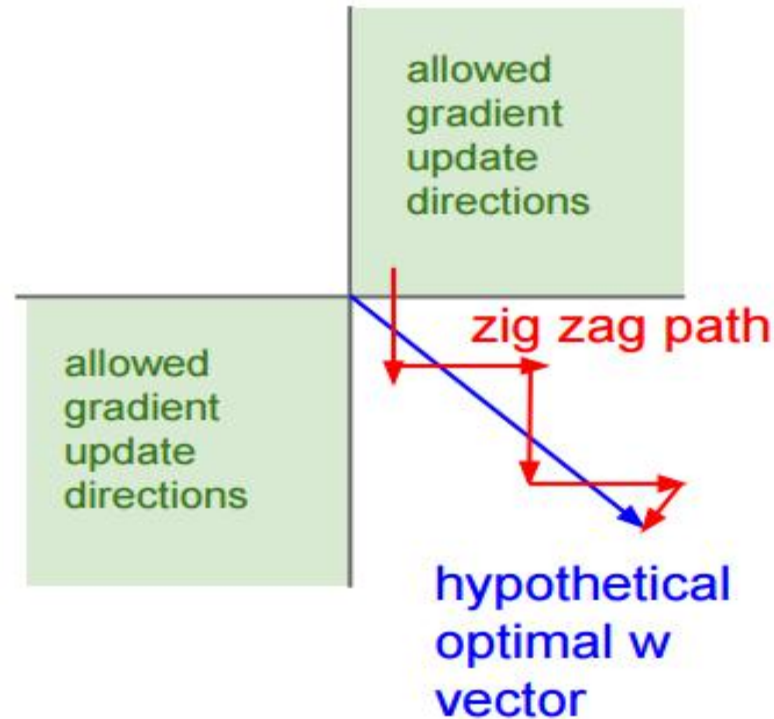 allowed
gradient
update
directions
zig zag path
allowed
gradient
update
directions
hypothetical
optimal w
vector